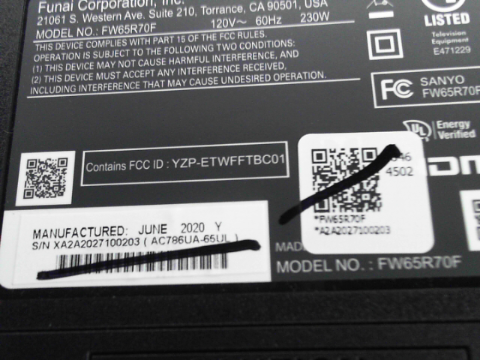 Funai Corporation, Inc.
21061 S. Western Ave. Suite 210, Torrance, CA 90501, USA
MODEL NO.: FW65R70F 120V~ 60Hz 230W
THIS DEVICE COMPLIES WITH PART 15 OF THE FCC RULES.
OPERATION IS SUBJECT TO THE FOLLOWING TWO CONDITIONS:
(1) THIS DEVICE MAY NOT CAUSE HARMFUL INTERFERENCE, AND
(2) THIS DEVICE MUST ACCEPT ANY INTERFERENCE RECEIVED,
INCLUDING INTERFERENCE THAT MAY CAUSE UNDESIRED OPERATION.
LISTED
Television
Equipment
E471229
FC SANYO
FW65R70F
UL Energy
Verified
Contains FCC ID : YZP-ETWFFTBC01
4502
*FW65R70F
*A2A2027100203
MANUFACTURED: JUNE 2020 Y
S/N XA2A2027100203 ( AC786UA-65UL )
MODEL NO. : FW65R70F